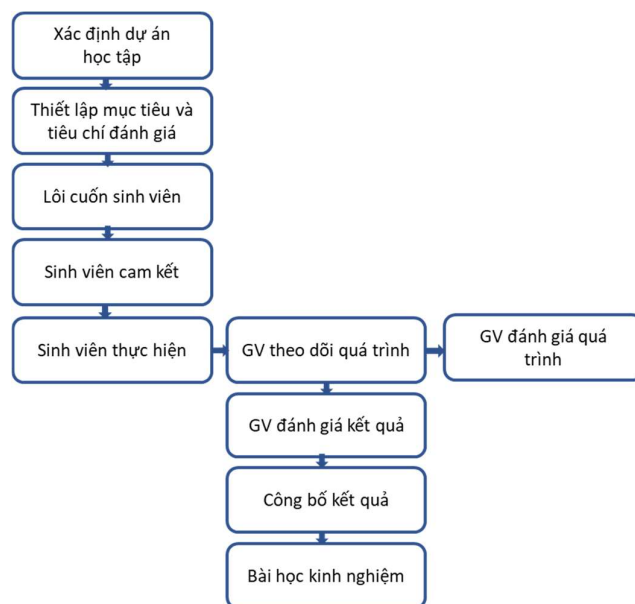 Xác định dự án
học tập
Thiết lập mục tiêu và
tiêu chí đánh giá
Lôi cuốn sinh viên
Sinh viên cam kết
Sinh viên thực hiện
GV theo dõi quá trình
GV đánh giá quá
trình
GV đánh giá kết quả
Công bố kết quả
Bài học kinh nghiệm